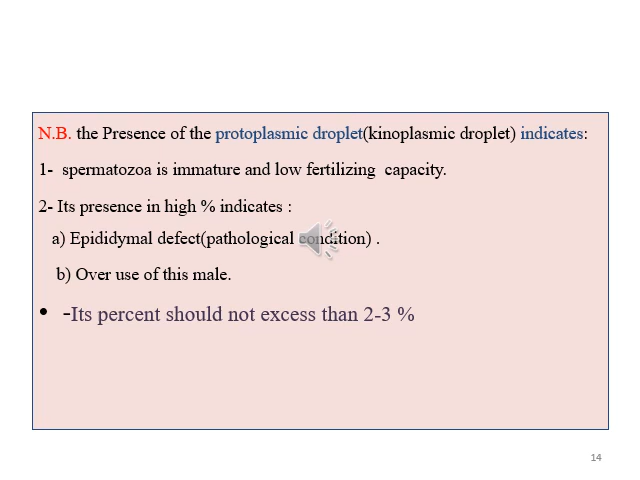 N.B. the Presence of the protoplasmic droplet(kinoplasmic droplet) indicates:
1- spermatozoa is immature and low fertilizing capacity.
2- Its presence in high % indicates :
a) Epididymal defect(pathological condition) .
b) Over use of this male.
• -Its percent should not excess than 2-3 %
14